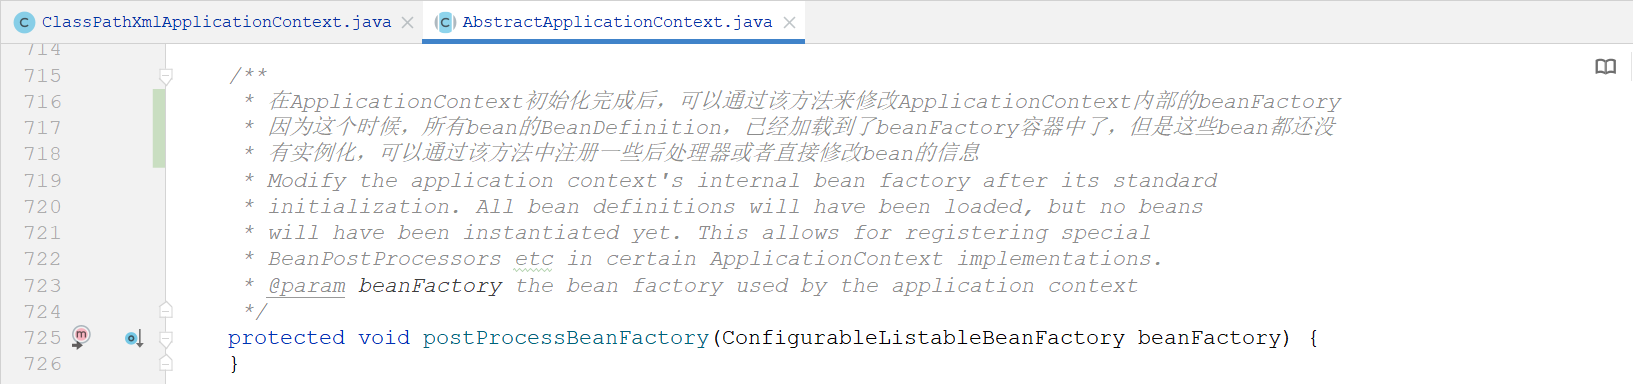 ClassPathXmlApplicationContext.java
AbstractApplicationContext.java
714
715 /**
716 * 在ApplicationContext初始化完成后，可以通过该方法来修改ApplicationContext内部的beanFactory
717 * 因为这个时候，所有bean的BeanDefinition，已经加载到了beanFactory容器中了，但是这些bean都还没
718 * 有实例化，可以通过该方法中注册一些后处理器或者直接修改bean的信息
719 * Modify the application context's internal bean factory after its standard
720 * initialization. All bean definitions will have been loaded, but no beans
721 * will have been instantiated yet. This allows for registering special
722 * BeanPostProcessors etc in certain ApplicationContext implementations.
723 * @param beanFactory the bean factory used by the application context
724 */
725 protected void postProcessBeanFactory(ConfigurableListableBeanFactory beanFactory) {
726 }